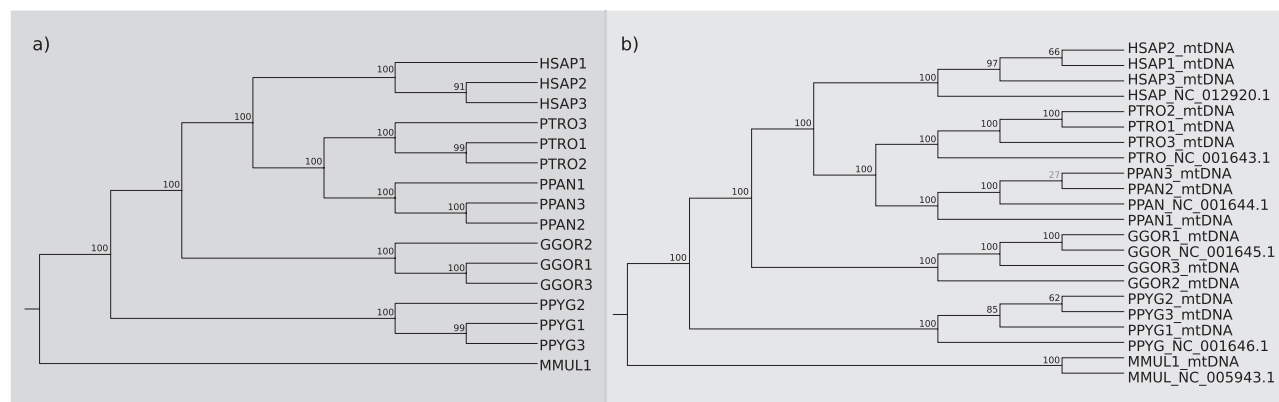 a)
100
HSAP1
91
HSAP2
HSAP3
100
100
PTRO3
99
PTRO1
PTRO2
100
100
PPAN1
100
PPAN3
PPAN2
100
100
GGOR2
100
GGOR1
GGOR3
100
100
PPYG2
99
PPYG1
PPYG3
MMUL1
b)
66
HSAP2_mtDNA
97
HSAP1_mtDNA
100
HSAP3_mtDNA
HSAP_NC_012920.1
100
100
PTRO2_mtDNA
100
PTRO1_mtDNA
100
PTRO3_mtDNA
PTRO_NC_001643.1
100
27
PPAN3_mtDNA
100
PPAN2_mtDNA
100
PPAN_NC_001644.1
PPAN1_mtDNA
100
GGOR1_mtDNA
100
GGOR_NC_001645.1
100
GGOR3_mtDNA
GGOR2_mtDNA
100
62
PPYG2_mtDNA
85
PPYG3_mtDNA
100
PPYG1_mtDNA
PPYG_NC_001646.1
100
MMUL1_mtDNA
MMUL_NC_005943.1